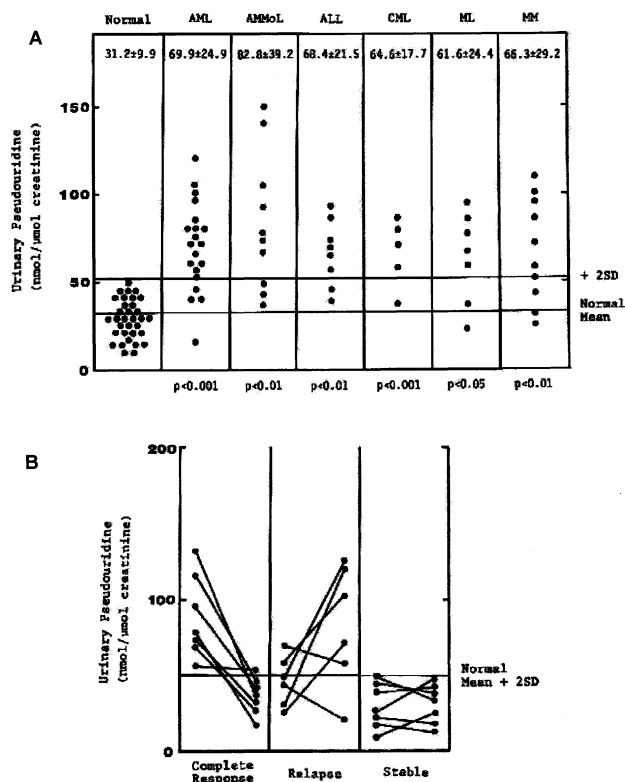 A
Normal AML AMMoL ALL CML ML MM
31.2±9.9 69.9±24.9 82.8±39.2 68.4±21.5 64.6±17.7 61.6±24.4 66.3±29.2
150
100
50
0
Urinary Pseudouridine
(nmol/μmol creatinine)
+ 2SD
Normal
Mean
p<0.001 p<0.01 p<0.01 p<0.001 p<0.05 p<0.01
B
200
100
0
Urinary Pseudouridine
(nmol/μmol creatinine)
Normal
Mean + 2SD
Complete
Response
Relapse
Stable